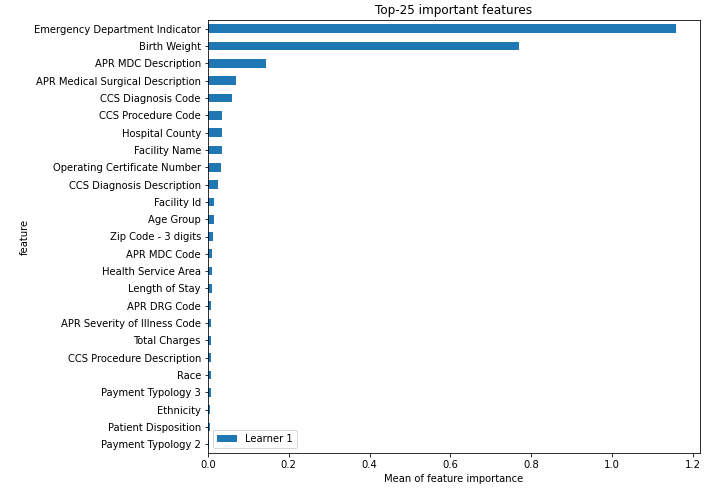 Top-25 important features
Emergency Department Indicator
Birth Weight
APR MDC Description
APR Medical Surgical Description
CCS Diagnosis Code
CCS Procedure Code
Hospital County
Facility Name
Operating Certificate Number
CCS Diagnosis Description
Facility Id
Age Group
Zip Code - 3 digits
APR MDC Code
Health Service Area
Length of Stay
APR DRG Code
APR Severity of Illness Code
Total Charges
CCS Procedure Description
Race
Payment Typology 3
Ethnicity
Patient Disposition
Payment Typology 2
feature
Learner 1
0.0 0.2 0.4 0.6 0.8 1.0 1.2
Mean of feature importance